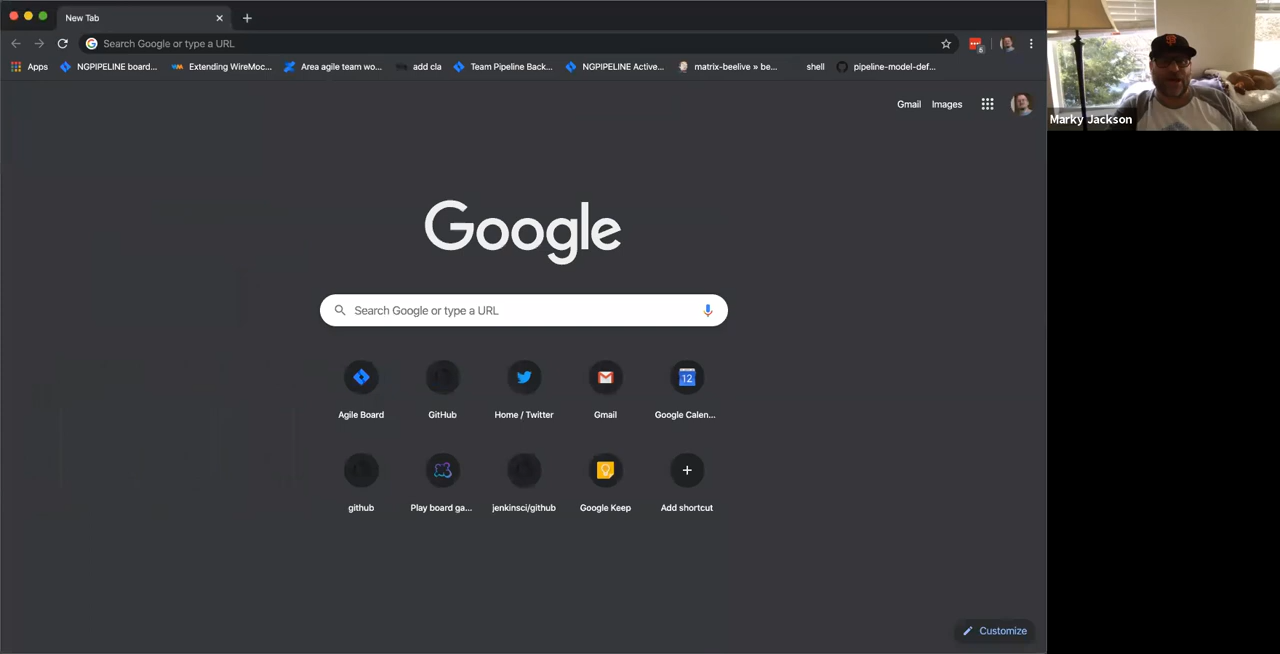 New Tab
Search Google or type a URL
6
Apps
NGPIPELINE board...
Extending WireMoc...
Area agile team wo...
add cla
Team Pipeline Back...
NGPIPELINE Active...
matrix-beelive » be...
shell
pipeline-model-def...
Gmail
Images
Marky Jackson
Google
Search Google or type a URL
12
Agile Board
GitHub
Home / Twitter
Gmail
Google Calen...
github
Play board ga...
jenkinsci/github
Google Keep
Add shortcut
Customize